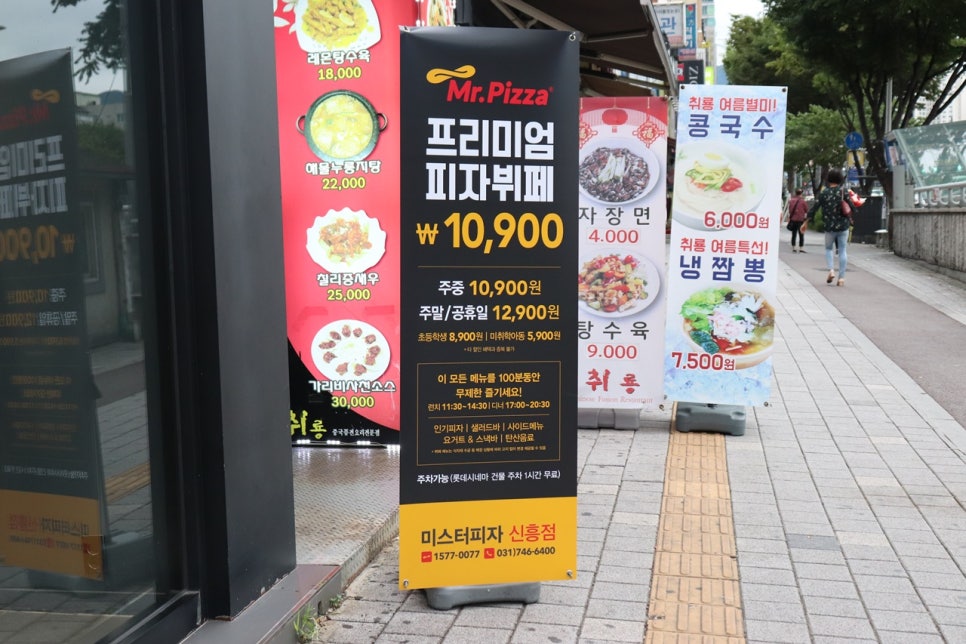 레몬탕수육
18,000
해물누룽지탕
22,000
칠리중새우
25,000
가리비사천소스
30,000
취룡
중국풍전요리전문점
Mr.Pizza
프리미엄
피자뷔페
₩10,900
주중 10,900원
주말/공휴일 12,900원
초등학생 8,900원 | 미취학아동 5,900원
이 모든 메뉴를 100분동안
무제한 즐기세요!
런치 11:30~14:30 | 디너 17:00~20:30
인기피자 | 샐러드바 | 사이드메뉴
요거트 & 스낵바 | 탄산음료
주차가능 (롯데시네마 건물 주차 1시간 무료)
미스터피자 신흥점
1577-0077 031)746-6400
자장면
4.000
탕수육
9.000
취룡
취룡 여름별미!
콩국수
6,000원
취룡 여름특선!
냉짬뽕
7,500원